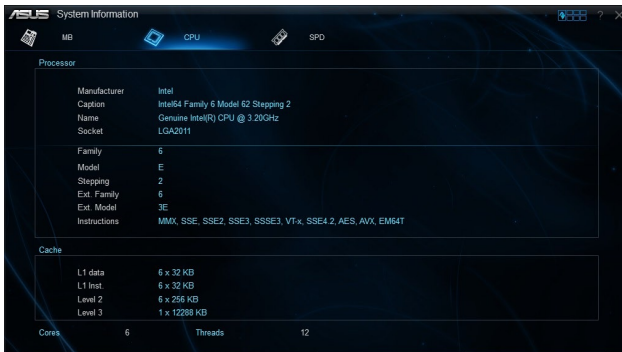 ASUS System Information ?
MB CPU SPD
Processor
Manufacturer Intel
Caption Intel64 Family 6 Model 62 Stepping 2
Name Genuine Intel(R) CPU @ 3.20GHz
Socket LGA2011
Family 6
Model E
Stepping 2
Ext. Family 6
Ext. Model 3E
Instructions MMX, SSE, SSE2, SSE3, SSSE3, VT-x, SSE4.2, AES, AVX, EM64T
Cache
L1 data 6 x 32 KB
L1 Inst. 6 x 32 KB
Level 2 6 x 256 KB
Level 3 1 x 12288 KB
Cores 6 Threads 12